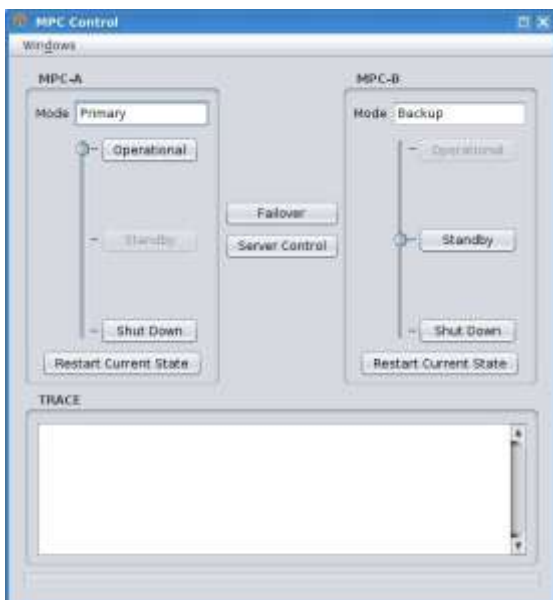 MPC Control
Windows
MPC-A
Mode Primary
Operational
Standby
Shut Down
Restart Current State
Failover
Server Control
MPC-B
Mode Backup
Operational
Standby
Shut Down
Restart Current State
TRACE